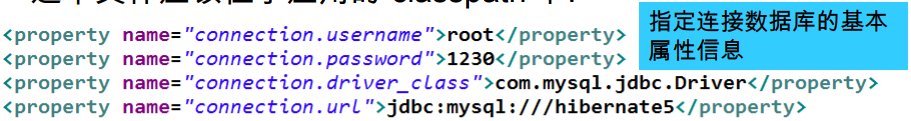 <property name="connection.username">root</property>
<property name="connection.password">1230</property>
<property name="connection.driver_class">com.mysql.jdbc.Driver</property>
<property name="connection.url">jdbc:mysql:///hibernate5</property>
指定连接数据库的基本
属性信息